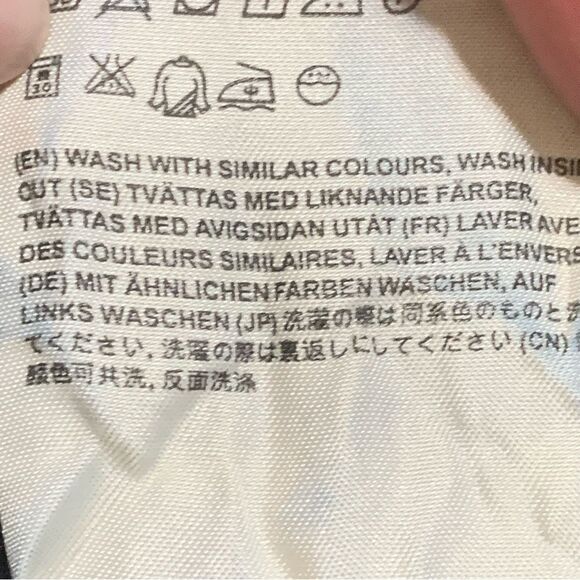 弱
30
中
(EN) WASH WITH SIMILAR COLOURS, WASH INSI
OUT (SE) TVÄTTAS MED LIKNANDE FÄRGER,
TVÄTTAS MED AVIGSIDAN UTÅT (FR) LAVER AVE
DES COULEURS SIMILAIRES, LAVER À L'ENVERS
(DE) MIT ÄHNLICHEN FARBEN WASCHEN, AUF
LINKS WASCHEN (JP) 洗濯の際は同系色のものと
てください, 洗濯の際は裏返しにしてください (CN)
颜色可共洗, 反面洗涤